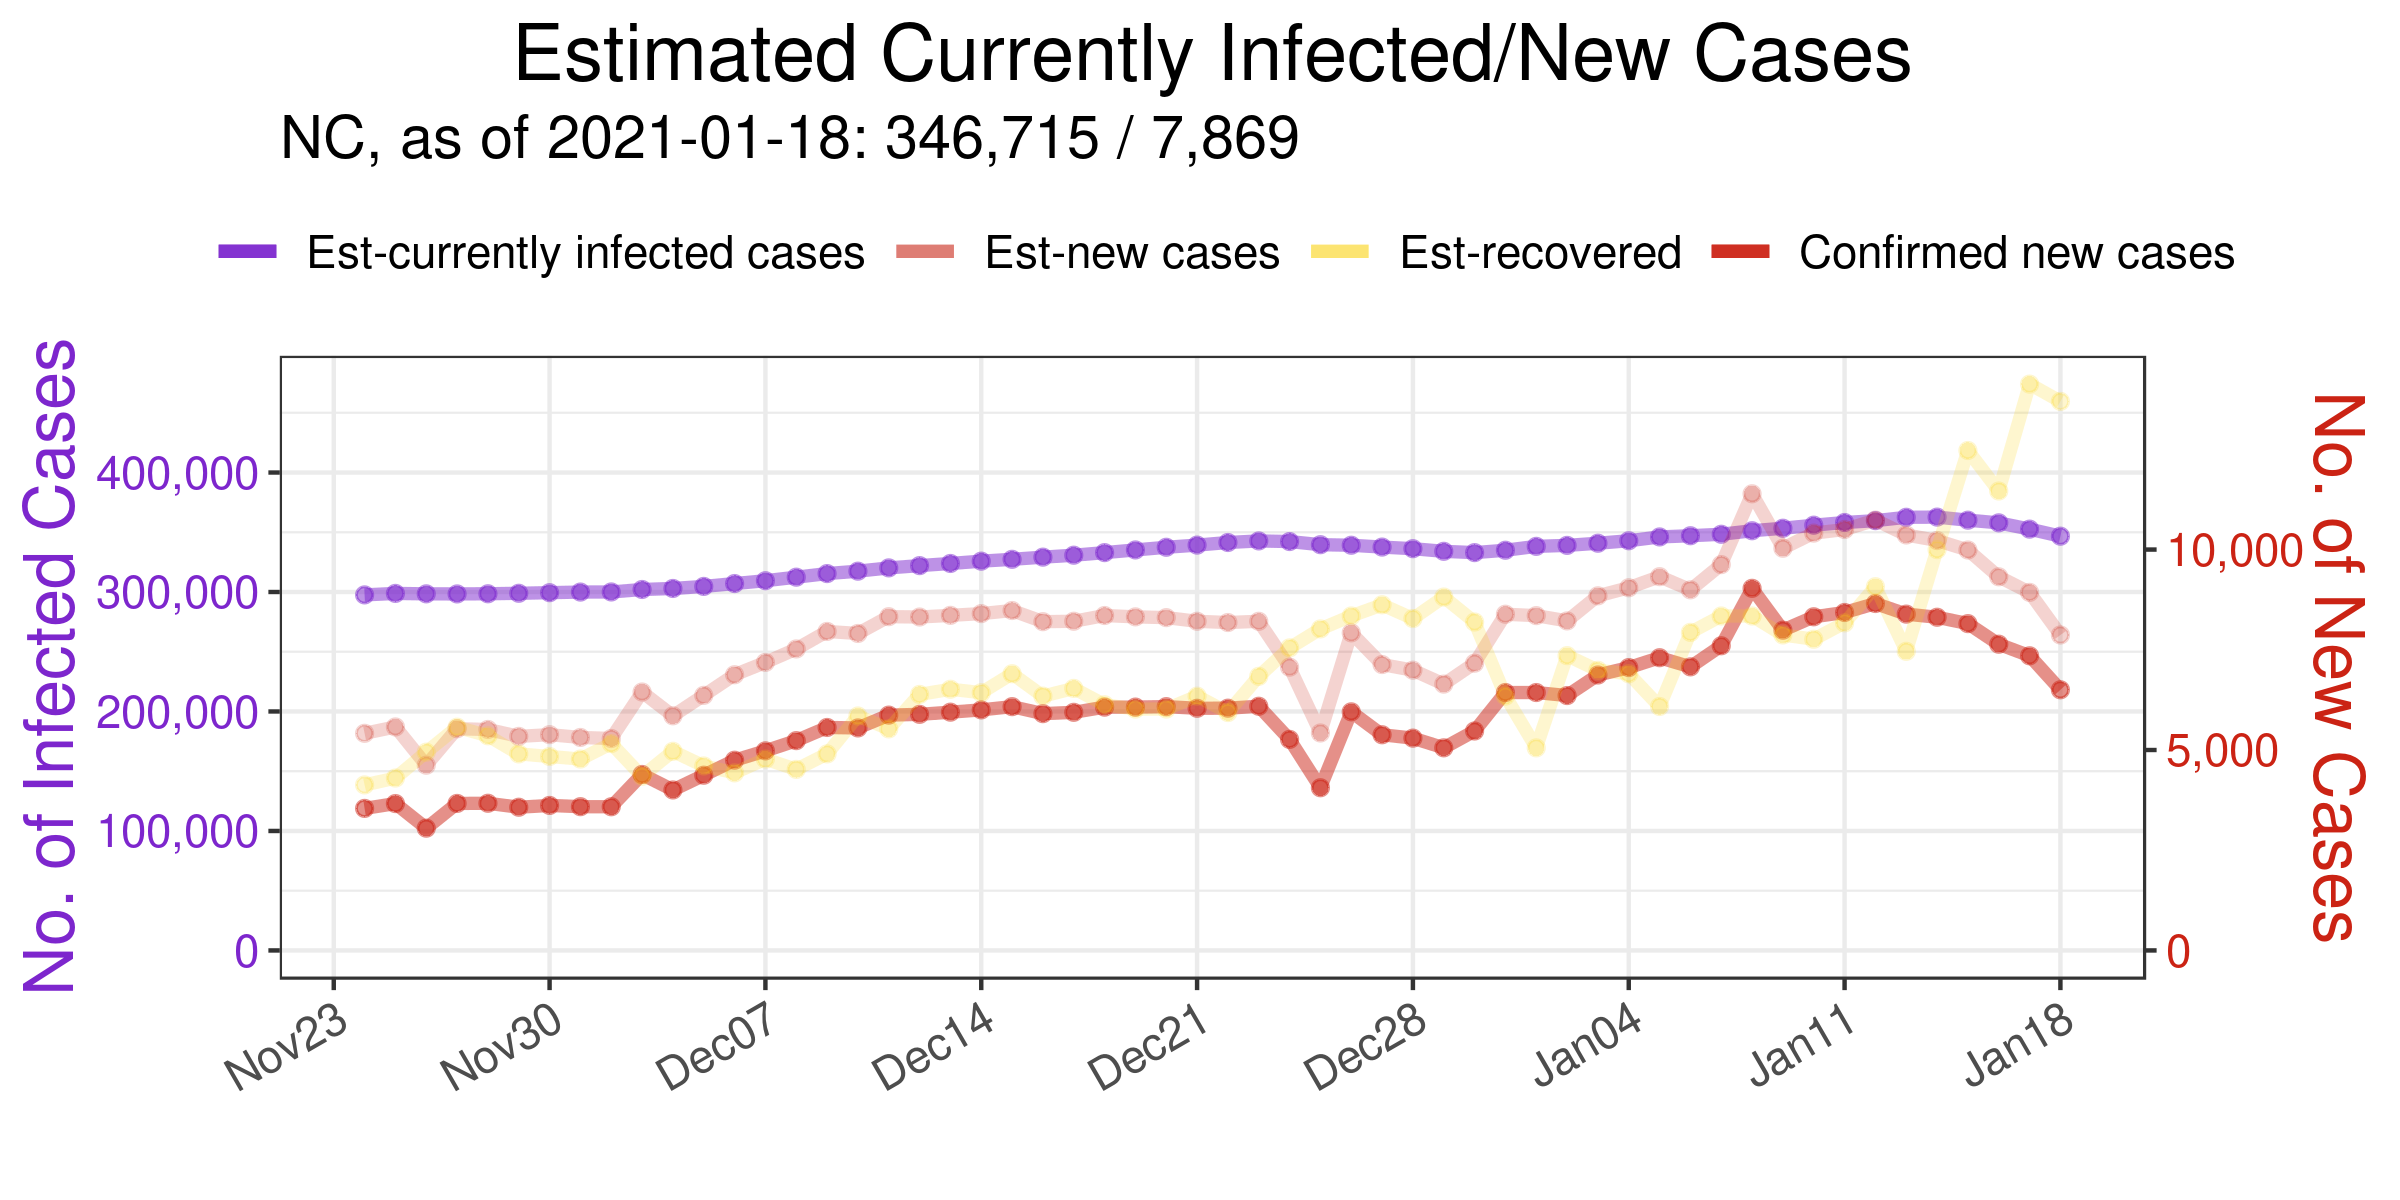 Estimated Currently Infected/New Cases
NC, as of 2021-01-18: 346,715 / 7,869
Est-currently infected cases Est-new cases Est-recovered Confirmed new cases
No. of Infected Cases
400,000
300,000
200,000
100,000
0
10,000
5,000
0
No. of New Cases
Nov23 Nov30 Dec07 Dec14 Dec21 Dec28 Jan04 Jan11 Jan18